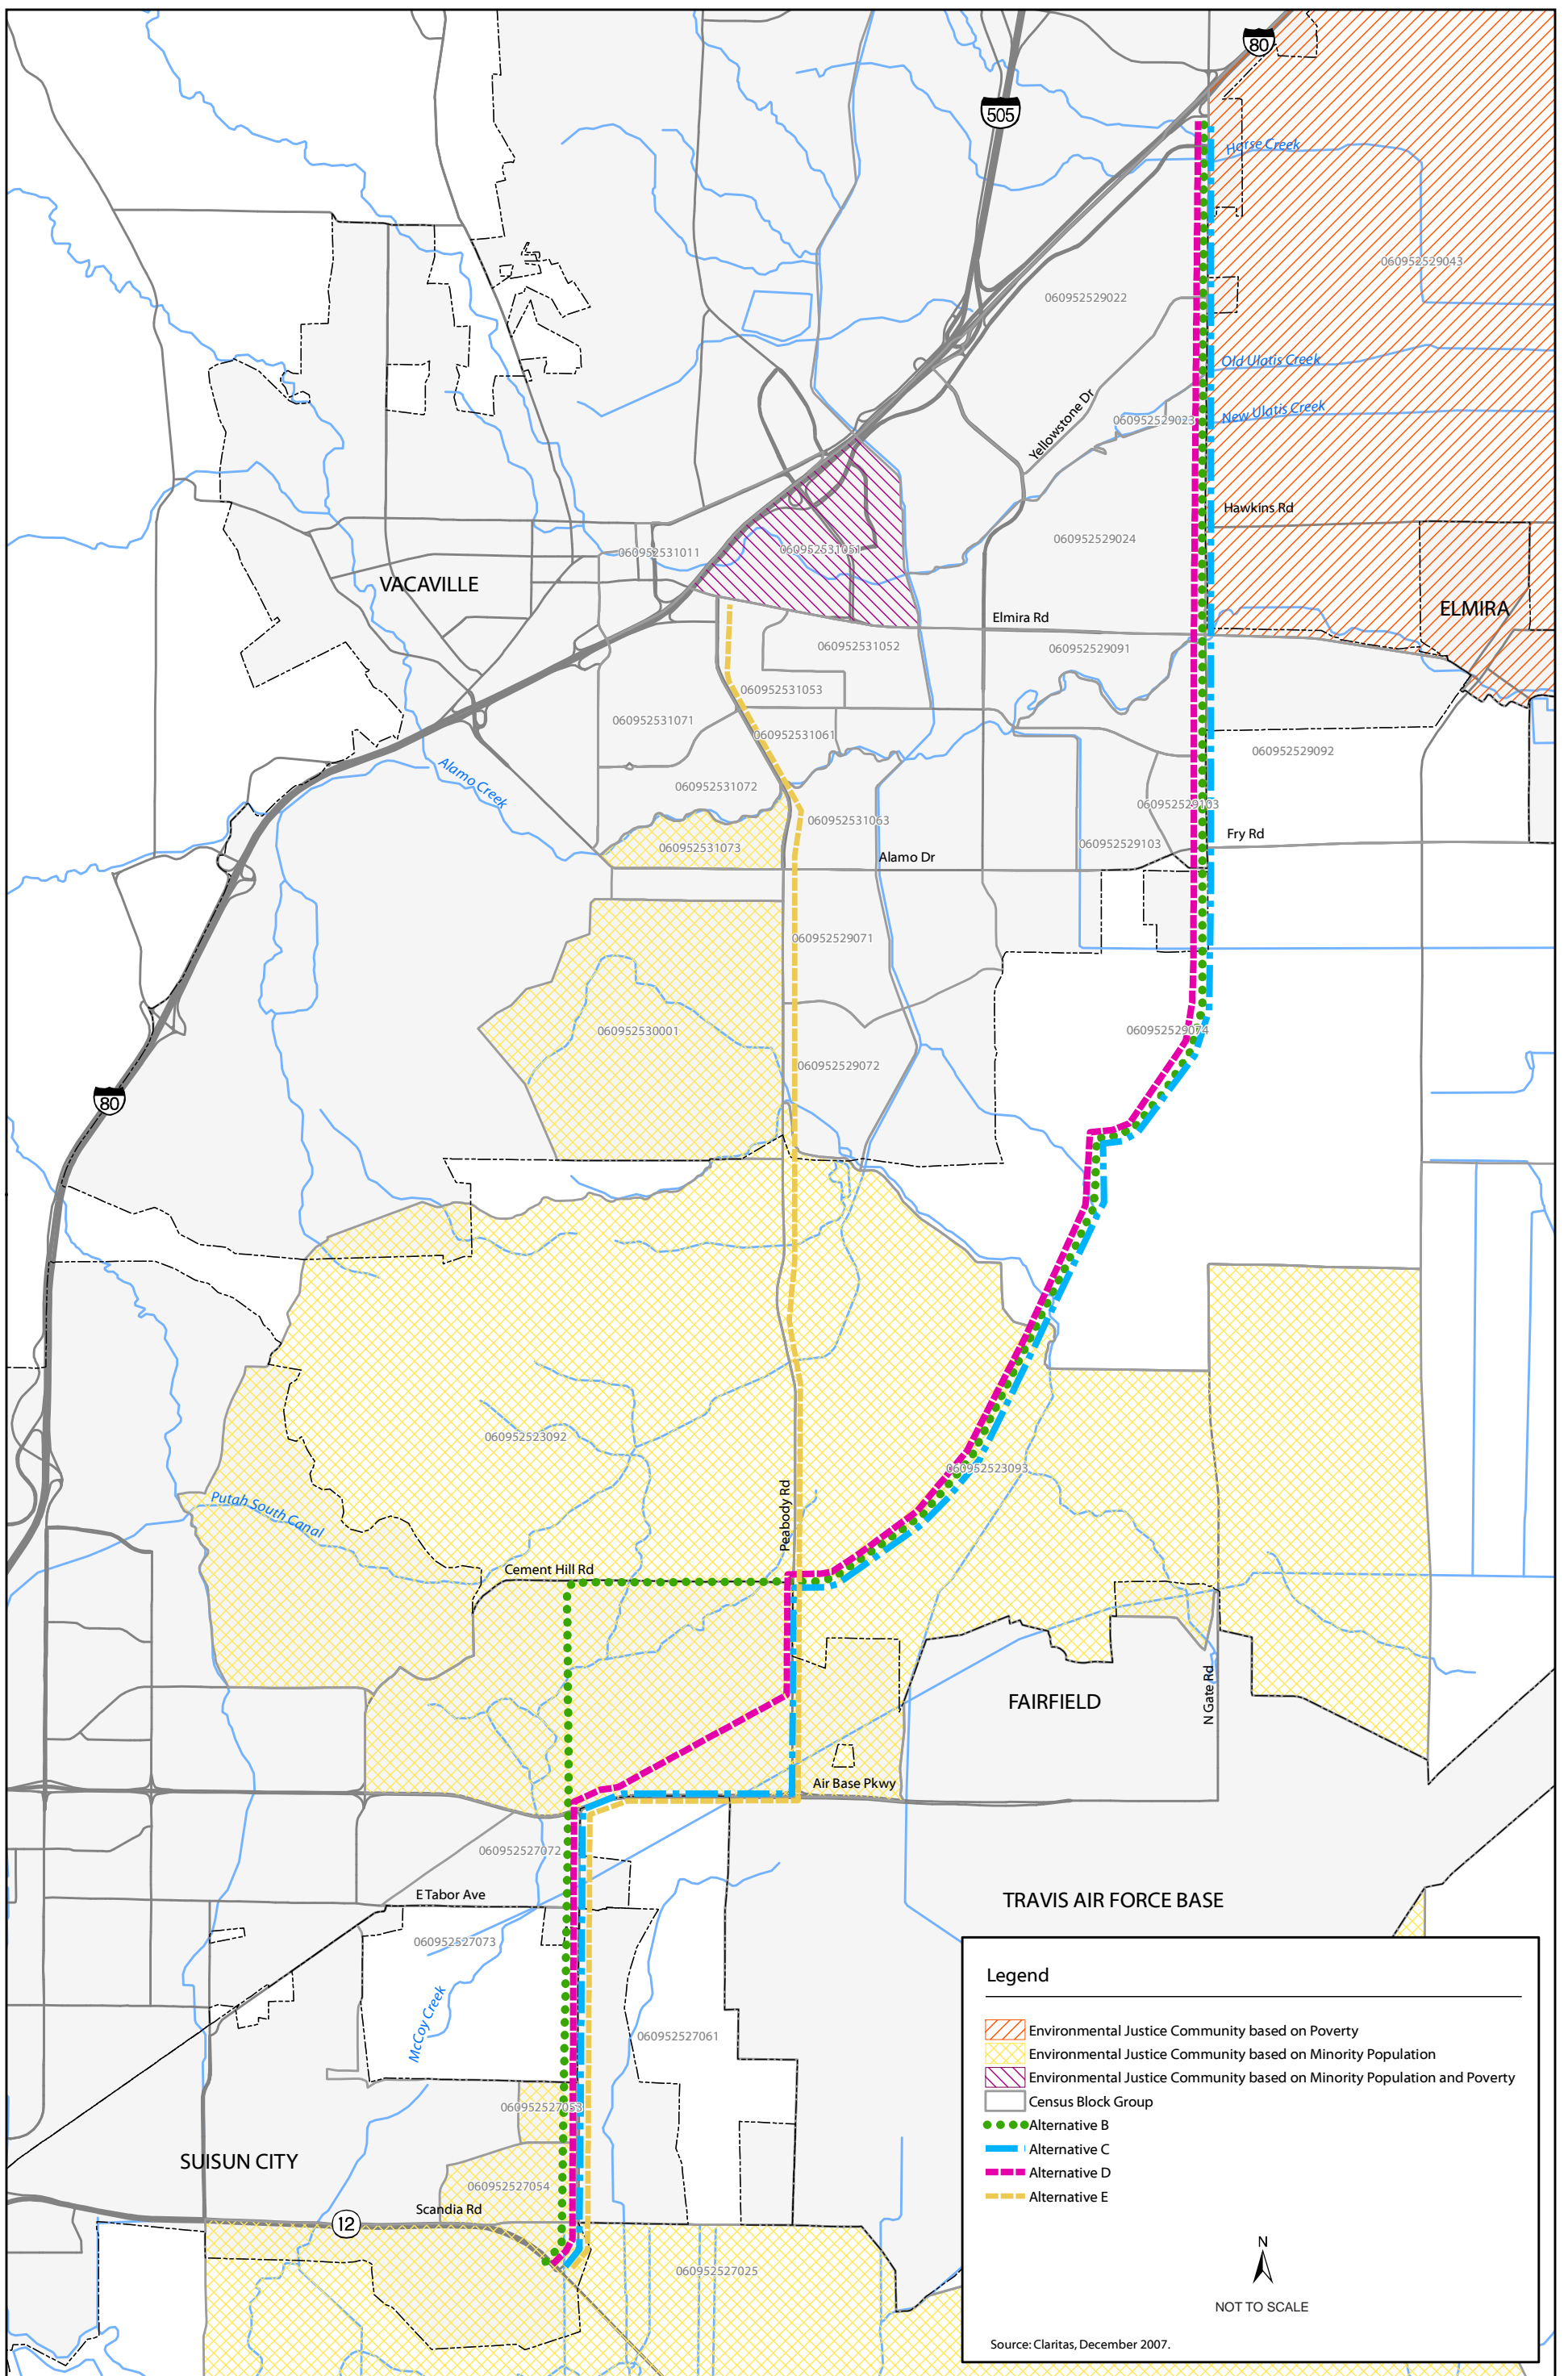 80
505
Horse Creek
060952529043
060952529022
Old Ulatis Creek
Yellowstone Dr
060952529023
New Ulatis Creek
Hawkins Rd
060952529024
060952531011
060952531051
VACAVILLE
ELMIRA
Elmira Rd
060952531052
060952529091
060952531053
060952531071
060952531061
060952529092
Alamo Creek
060952531072
060952529103
060952531063
Fry Rd
060952531073
060952529103
Alamo Dr
060952529071
060952530001
060952529074
060952529072
80
060952523092
060952523093
Putah South Canal
Peabody Rd
Cement Hill Rd
N Gate Rd
FAIRFIELD
Air Base Pkwy
060952527072
E Tabor Ave
TRAVIS AIR FORCE BASE
060952527073
McCoy Creek
060952527061
060952527053
SUISUN CITY
060952527054
Scandia Rd
12
060952527025
Legend
Environmental Justice Community based on Poverty
Environmental Justice Community based on Minority Population
Environmental Justice Community based on Minority Population and Poverty
Census Block Group
Alternative B
Alternative C
Alternative D
Alternative E
N
NOT TO SCALE
Source: Claritas, December 2007.